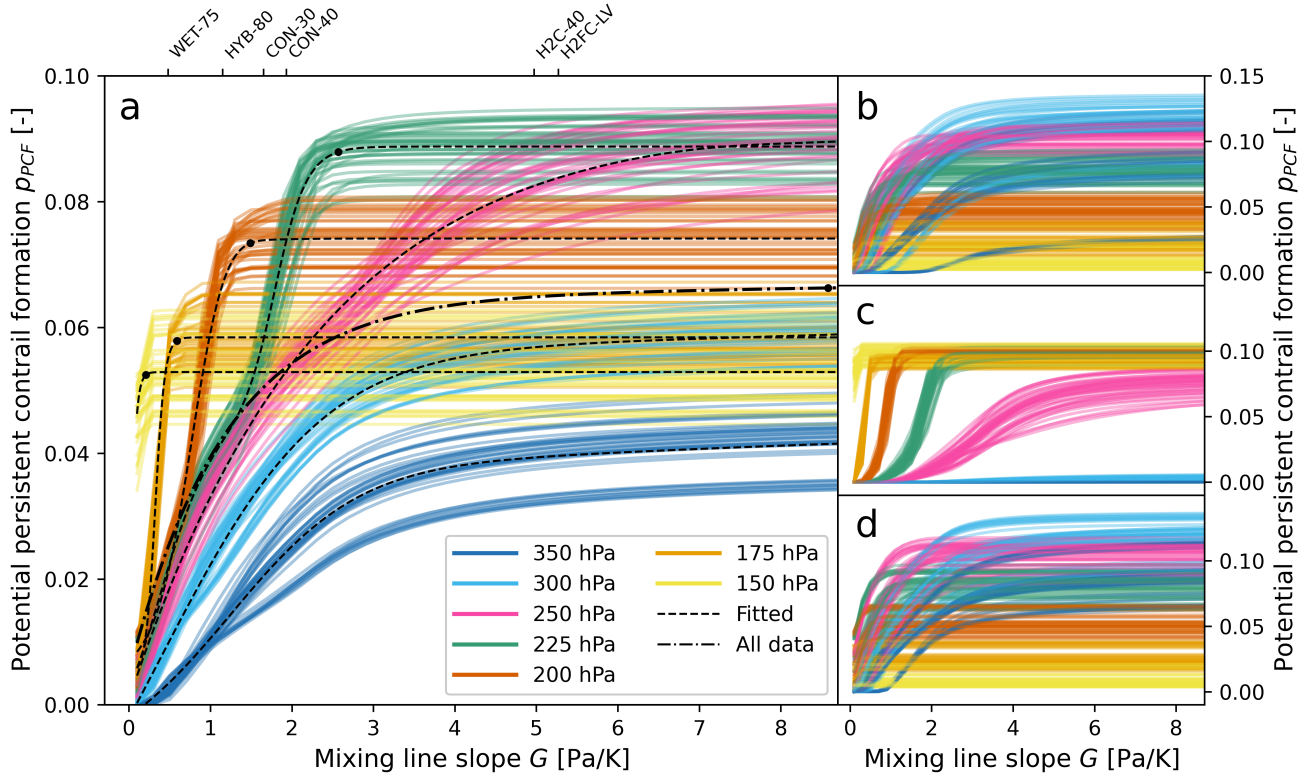 WET-75
HYB-80
CON-30
CON-40
H2C-40
H2FC-LV
Potential persistent contrail formation pPCF [-]
0.10
0.08
0.06
0.04
0.02
0.00
a
350 hPa
300 hPa
250 hPa
225 hPa
200 hPa
175 hPa
150 hPa
Fitted
All data
0 1 2 3 4 5 6 7 8
Mixing line slope G [Pa/K]
b
0.15
0.10
0.05
0.00
c
0.10
0.05
0.00
d
0.10
0.05
0.00
0 2 4 6 8
Mixing line slope G [Pa/K]
Potential persistent contrail formation pPCF [-]